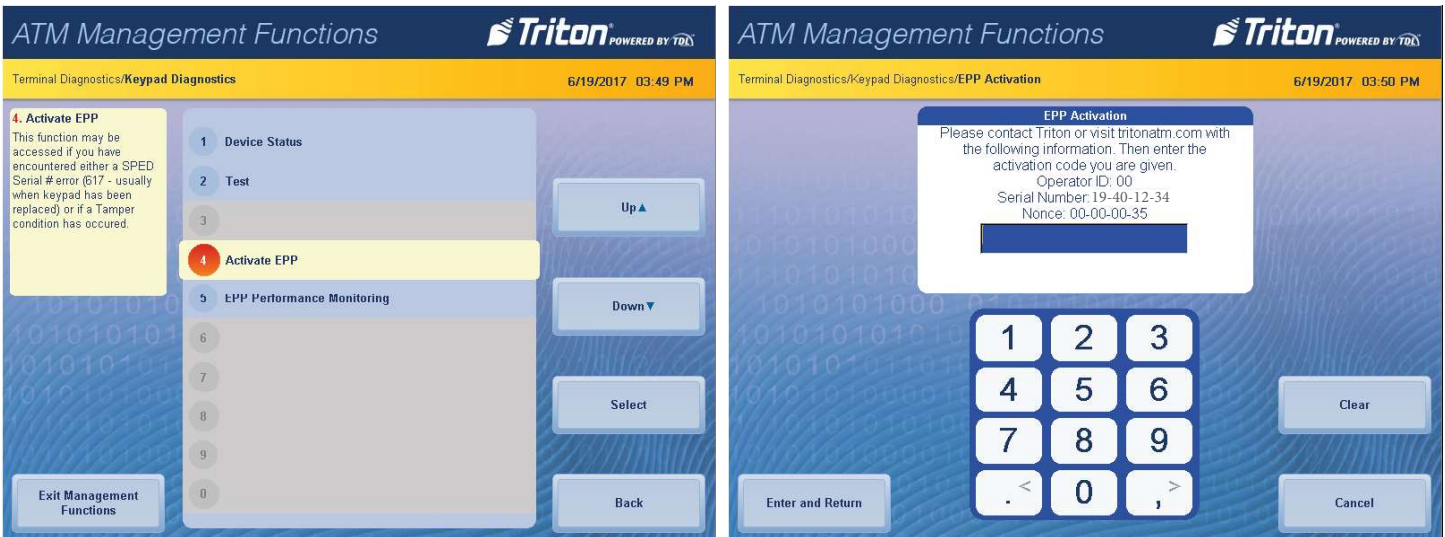 ATM Management Functions
Triton POWERED BY TDL
Terminal Diagnostics/Keypad Diagnostics
6/19/2017 03:49 PM
4. Activate EPP
This function may be
accessed if you have
encountered either a SPED
Serial # error (617 - usually
when keypad has been
replaced) or if a Tamper
condition has occured.
1 Device Status
2 Test
3
4 Activate EPP
5 EPP Performance Monitoring
6
7
8
9
0
Up▲
Down▼
Select
Exit Management
Functions
Back
ATM Management Functions
Triton POWERED BY TDL
Terminal Diagnostics/Keypad Diagnostics/EPP Activation
6/19/2017 03:50 PM
EPP Activation
Please contact Triton or visit tritonatm.com with
the following information. Then enter the
activation code you are given.
Operator ID: 00
Serial Number: 19-40-12-34
Nonce: 00-00-00-35
1 2 3
4 5 6
7 8 9
. < 0 , >
Clear
Enter and Return
Cancel